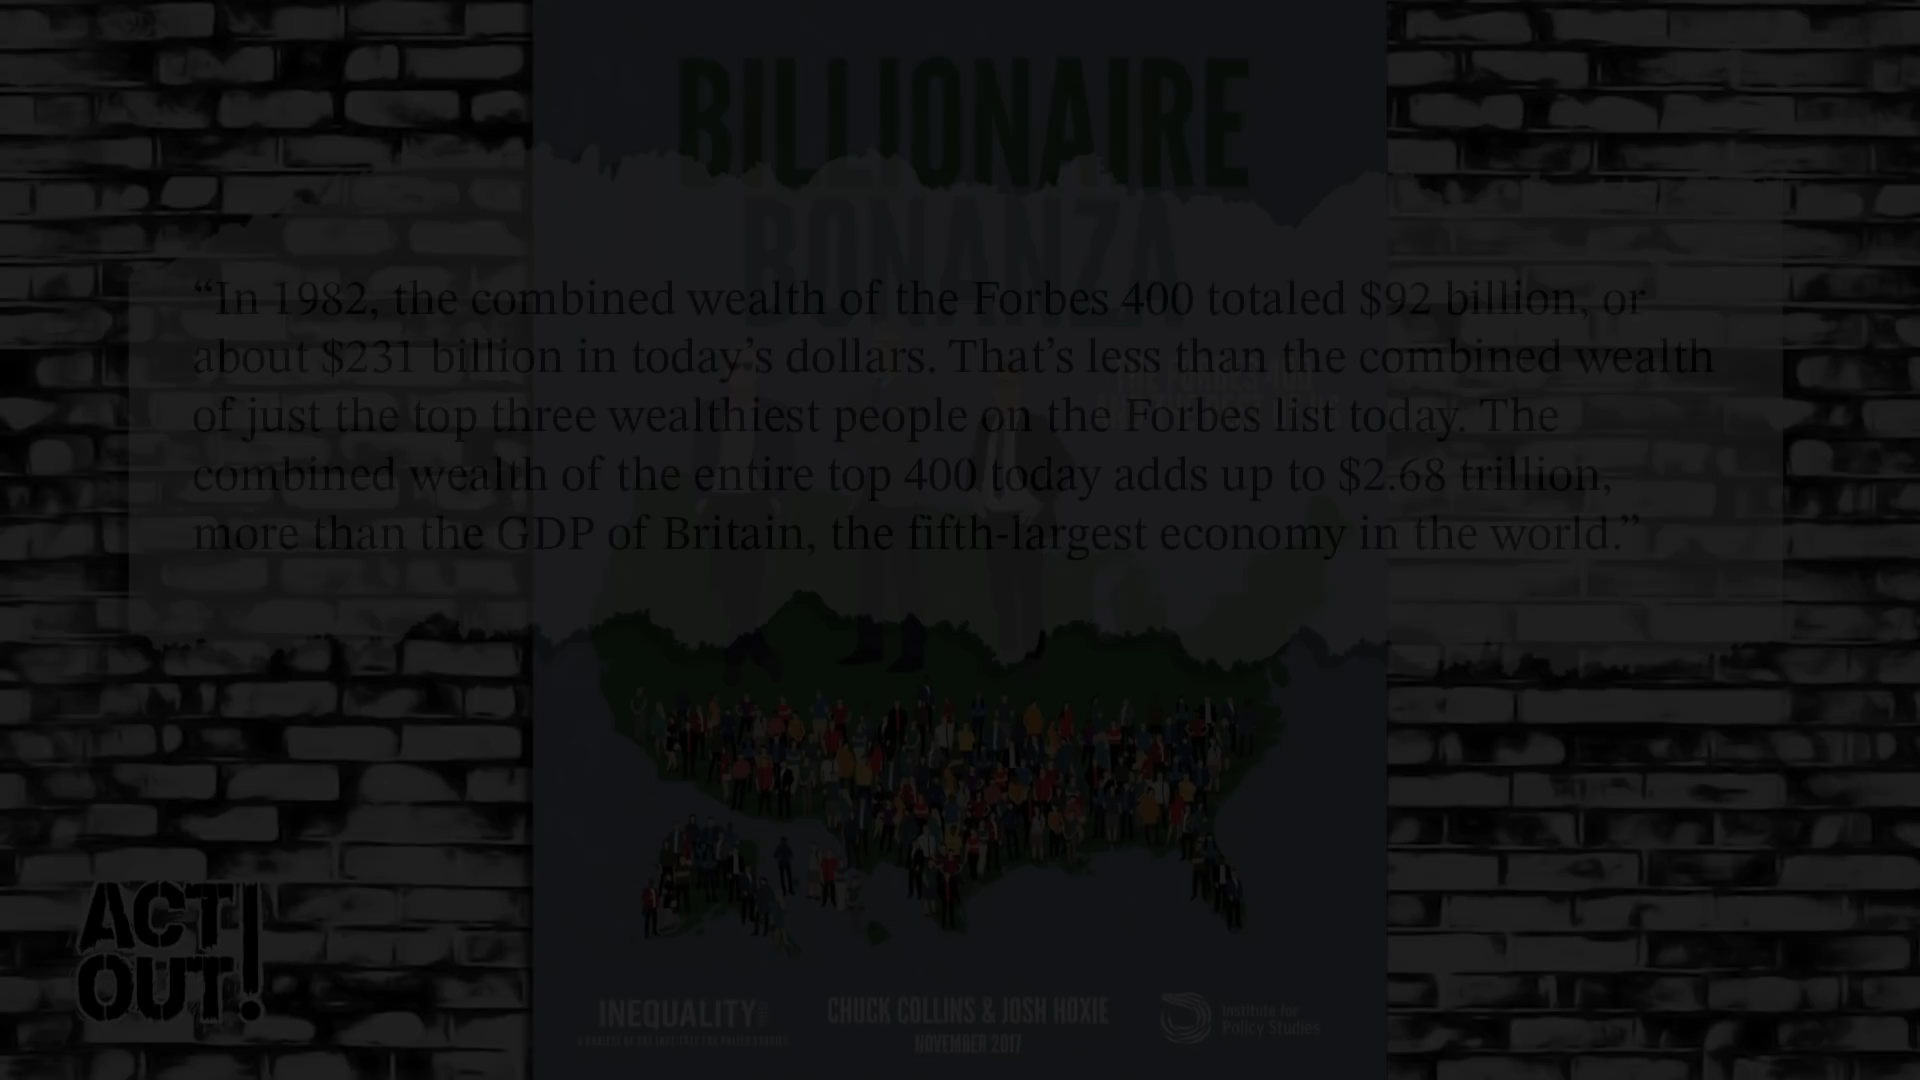 BILLIONAIRE
BONANZA
“In 1982, the combined wealth of the Forbes 400 totaled $92 billion, or
about $231 billion in today’s dollars. That’s less than the combined wealth
of just the top three wealthiest people on the Forbes list today. The
combined wealth of the entire top 400 today adds up to $2.68 trillion,
more than the GDP of Britain, the fifth-largest economy in the world.”
ACT
OUT!
INEQUALITY
CHUCK COLLINS & JOSH HOXIE
NOVEMBER 2017
Institute for
Policy Studies